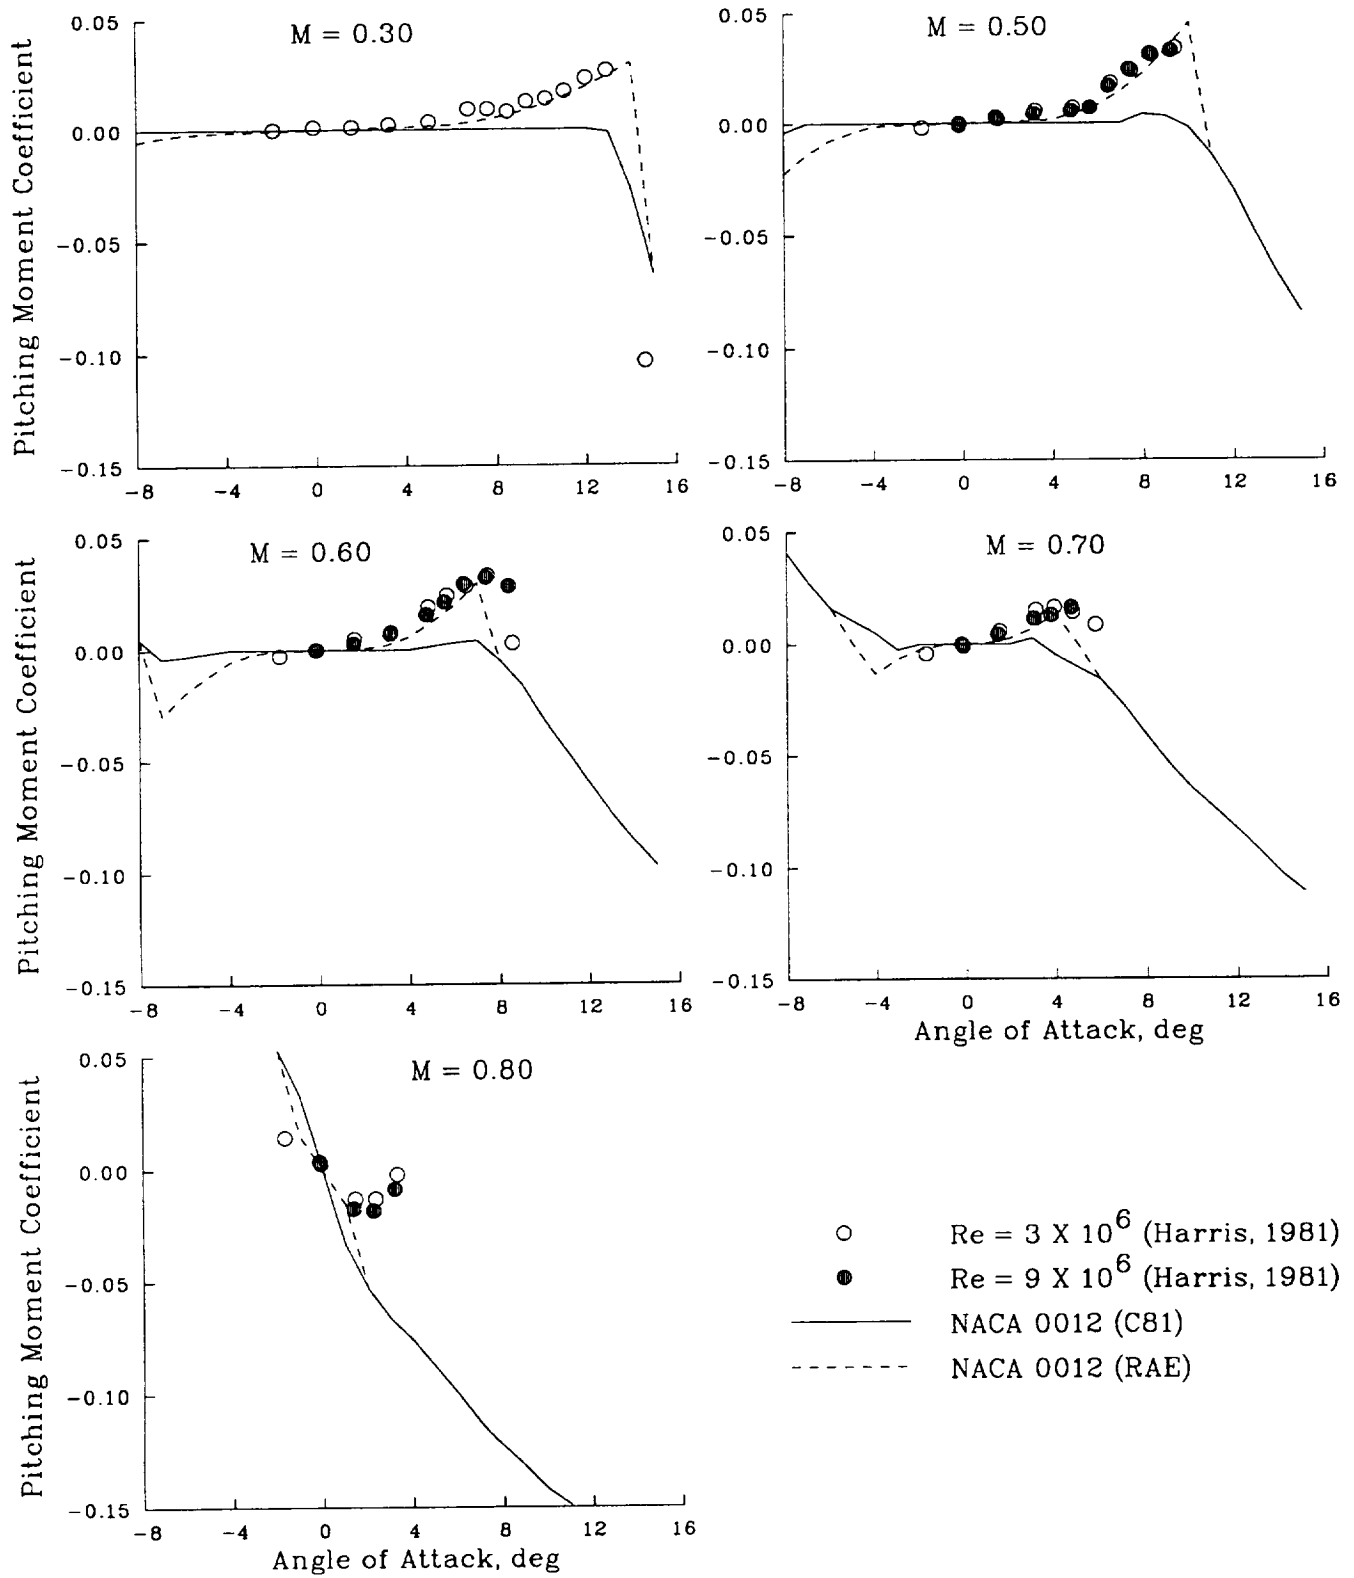 M = 0.30
Pitching Moment Coefficient
0.05
0.00
−0.05
−0.10
−0.15
−8 −4 0 4 8 12 16
M = 0.50
0.05
0.00
−0.05
−0.10
−0.15
−8 −4 0 4 8 12 16
M = 0.60
Pitching Moment Coefficient
0.05
0.00
−0.05
−0.10
−0.15
−8 −4 0 4 8 12 16
M = 0.70
0.05
0.00
−0.05
−0.10
−0.15
−8 −4 0 4 8 12 16
Angle of Attack, deg
M = 0.80
Pitching Moment Coefficient
0.05
0.00
−0.05
−0.10
−0.15
−8 −4 0 4 8 12 16
Angle of Attack, deg
Re = 3 X 10⁶ (Harris, 1981)
Re = 9 X 10⁶ (Harris, 1981)
NACA 0012 (C81)
NACA 0012 (RAE)